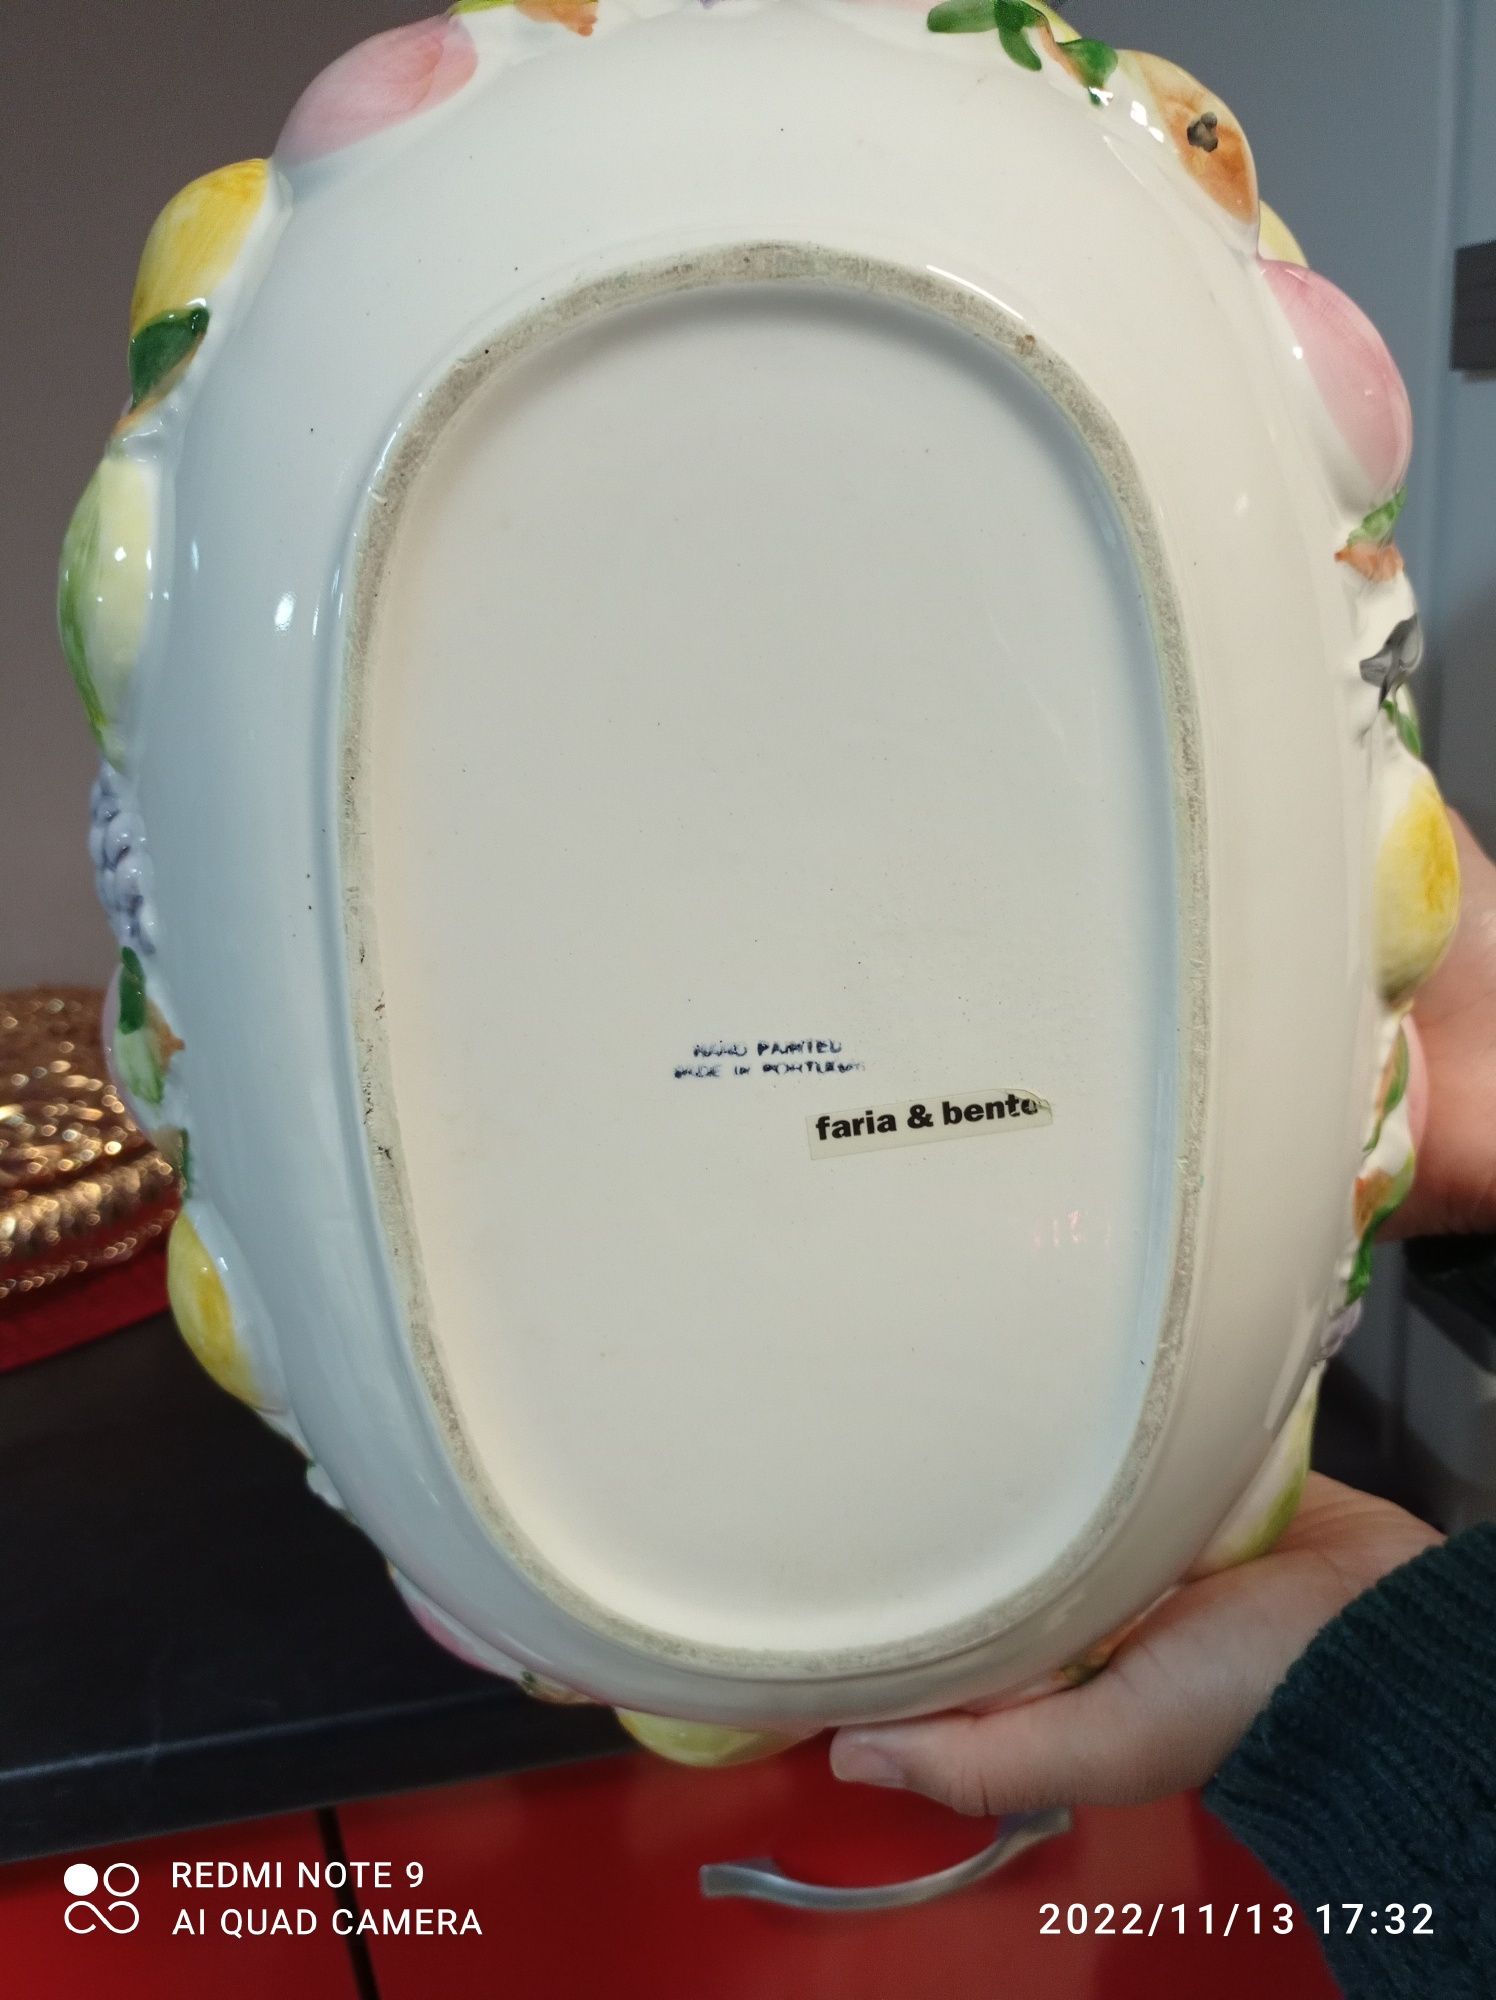 HAND PAINTED
MADE IN PORTUGAL
faria & bento
REDMI NOTE 9
AI QUAD CAMERA
2022/11/13 17:32